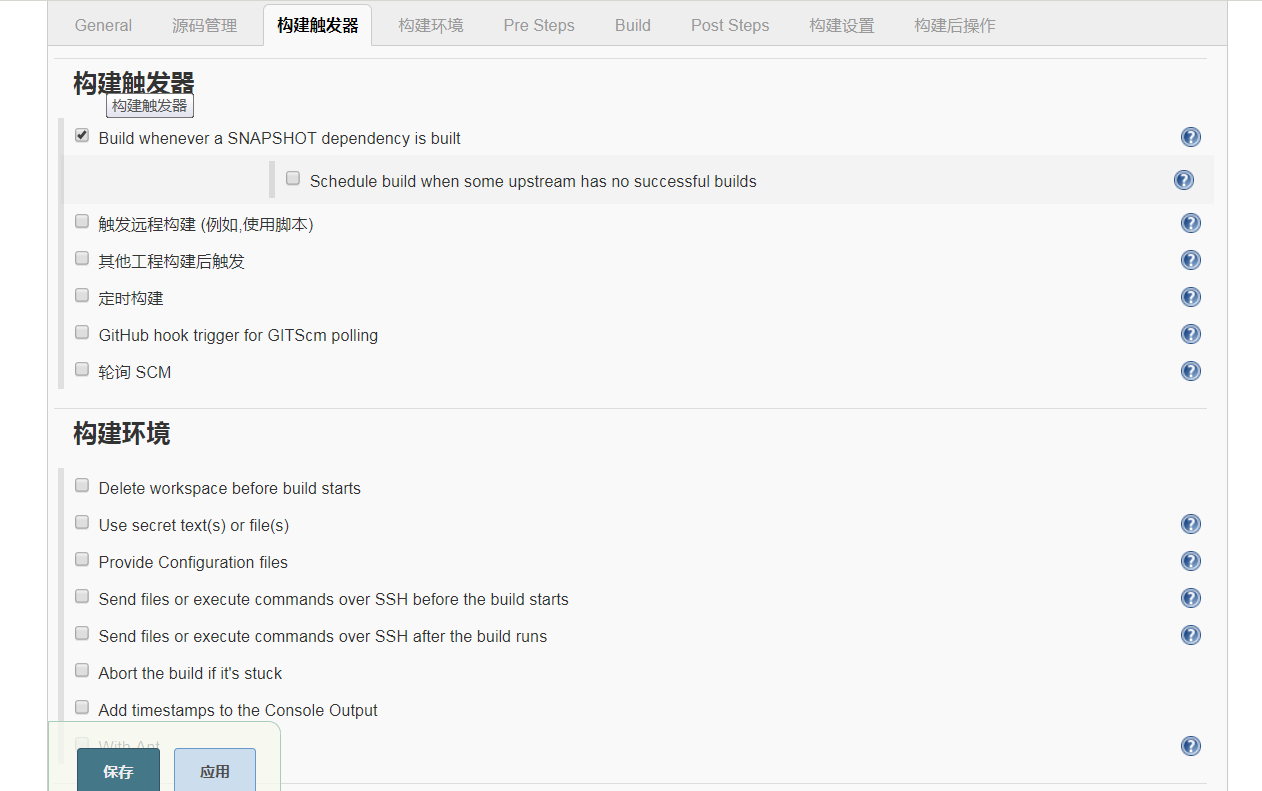 General 源码管理 构建触发器 构建环境 Pre Steps Build Post Steps 构建设置 构建后操作
构建触发器
构建触发器
Build whenever a SNAPSHOT dependency is built
Schedule build when some upstream has no successful builds
触发远程构建 (例如,使用脚本)
其他工程构建后触发
定时构建
GitHub hook trigger for GITScm polling
轮询 SCM
构建环境
Delete workspace before build starts
Use secret text(s) or file(s)
Provide Configuration files
Send files or execute commands over SSH before the build starts
Send files or execute commands over SSH after the build runs
Abort the build if it's stuck
Add timestamps to the Console Output
With Ant
保存 应用